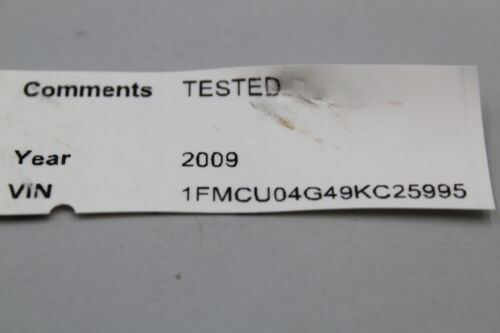 Comments TESTED
Year 2009
VIN 1FMCU04G49KC25995